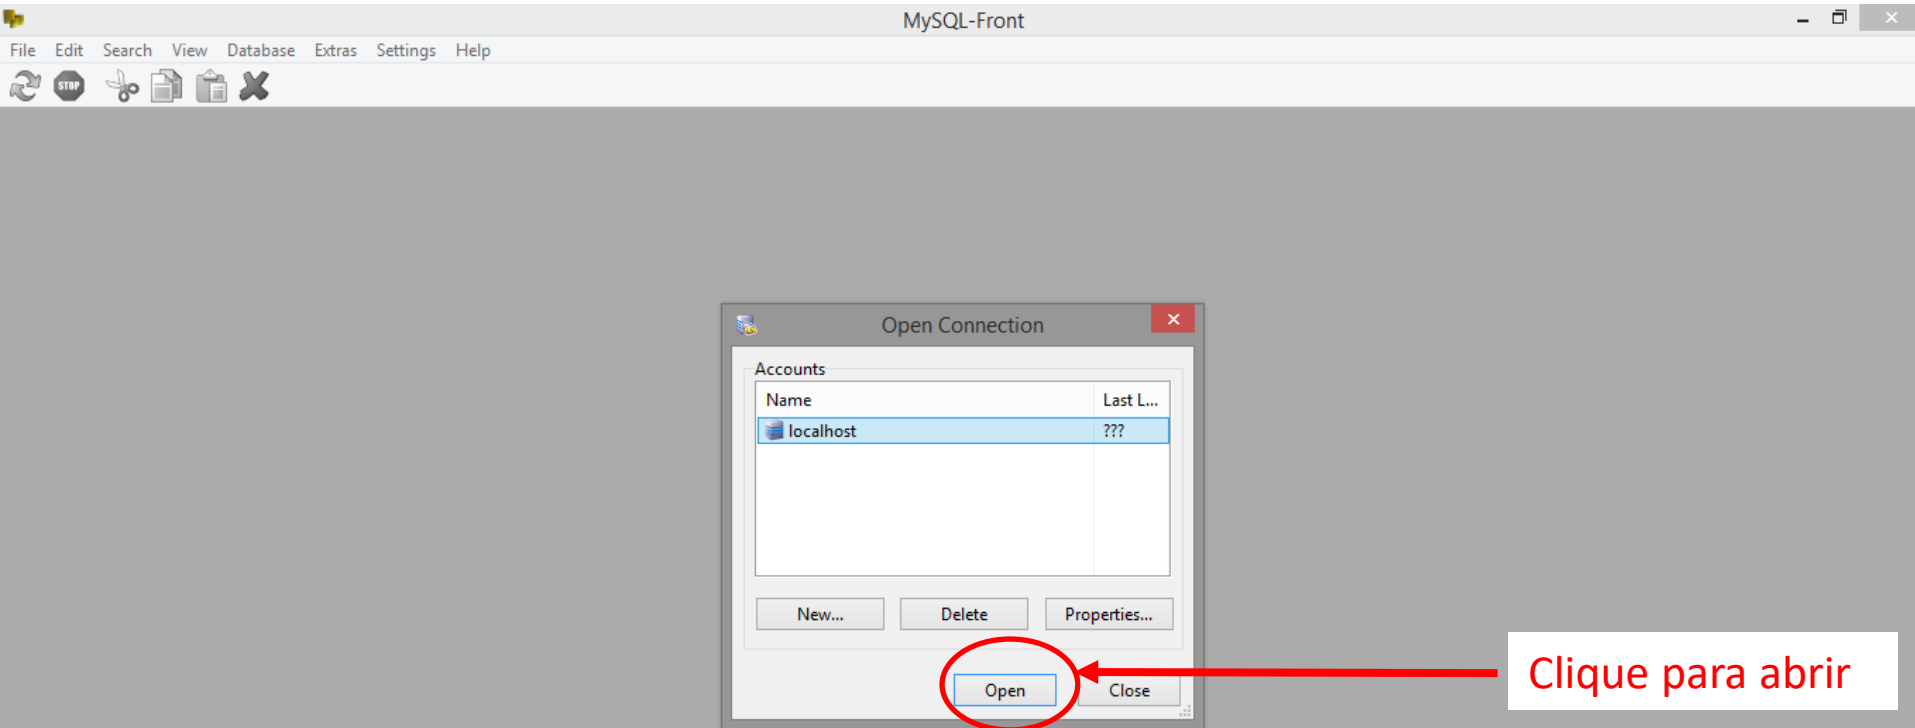 MySQL-Front
File Edit Search View Database Extras Settings Help
STOP
Open Connection
Accounts
Name Last L...
localhost ???
New... Delete Properties...
Clique para abrir
Open Close